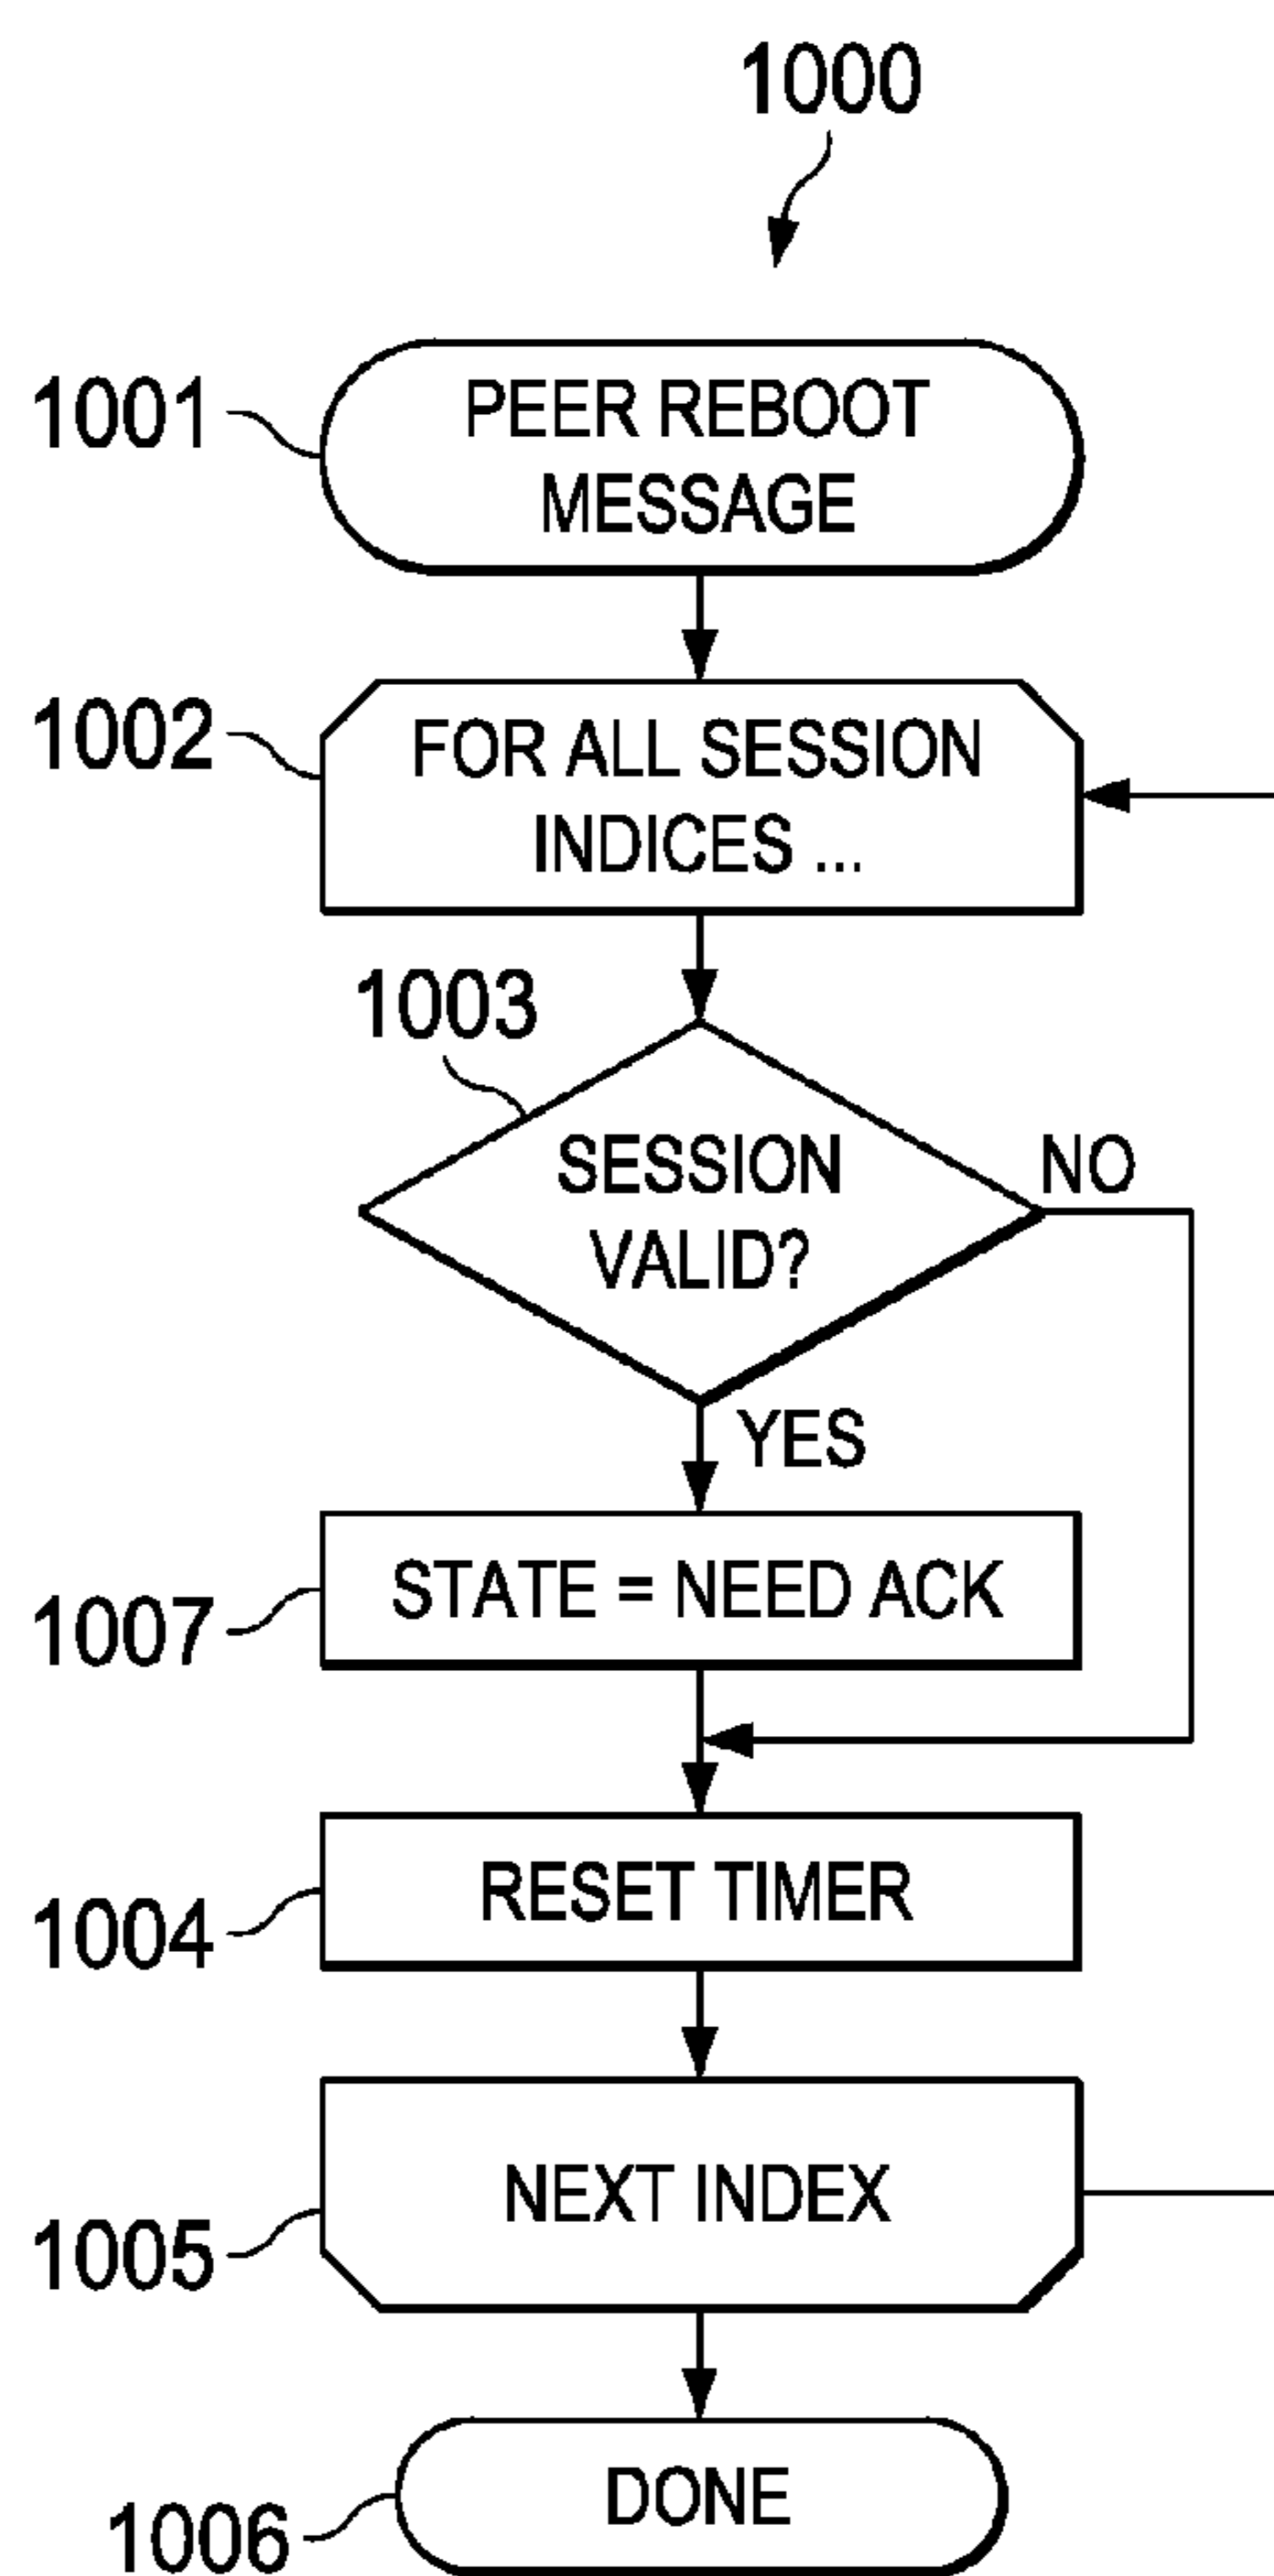 1000
1001
PEER REBOOT
MESSAGE
1002
FOR ALL SESSION
INDICES ...
1003
SESSION
VALID?
NO
YES
STATE = NEED ACK
1007
RESET TIMER
1004
NEXT INDEX
1005
DONE
1006